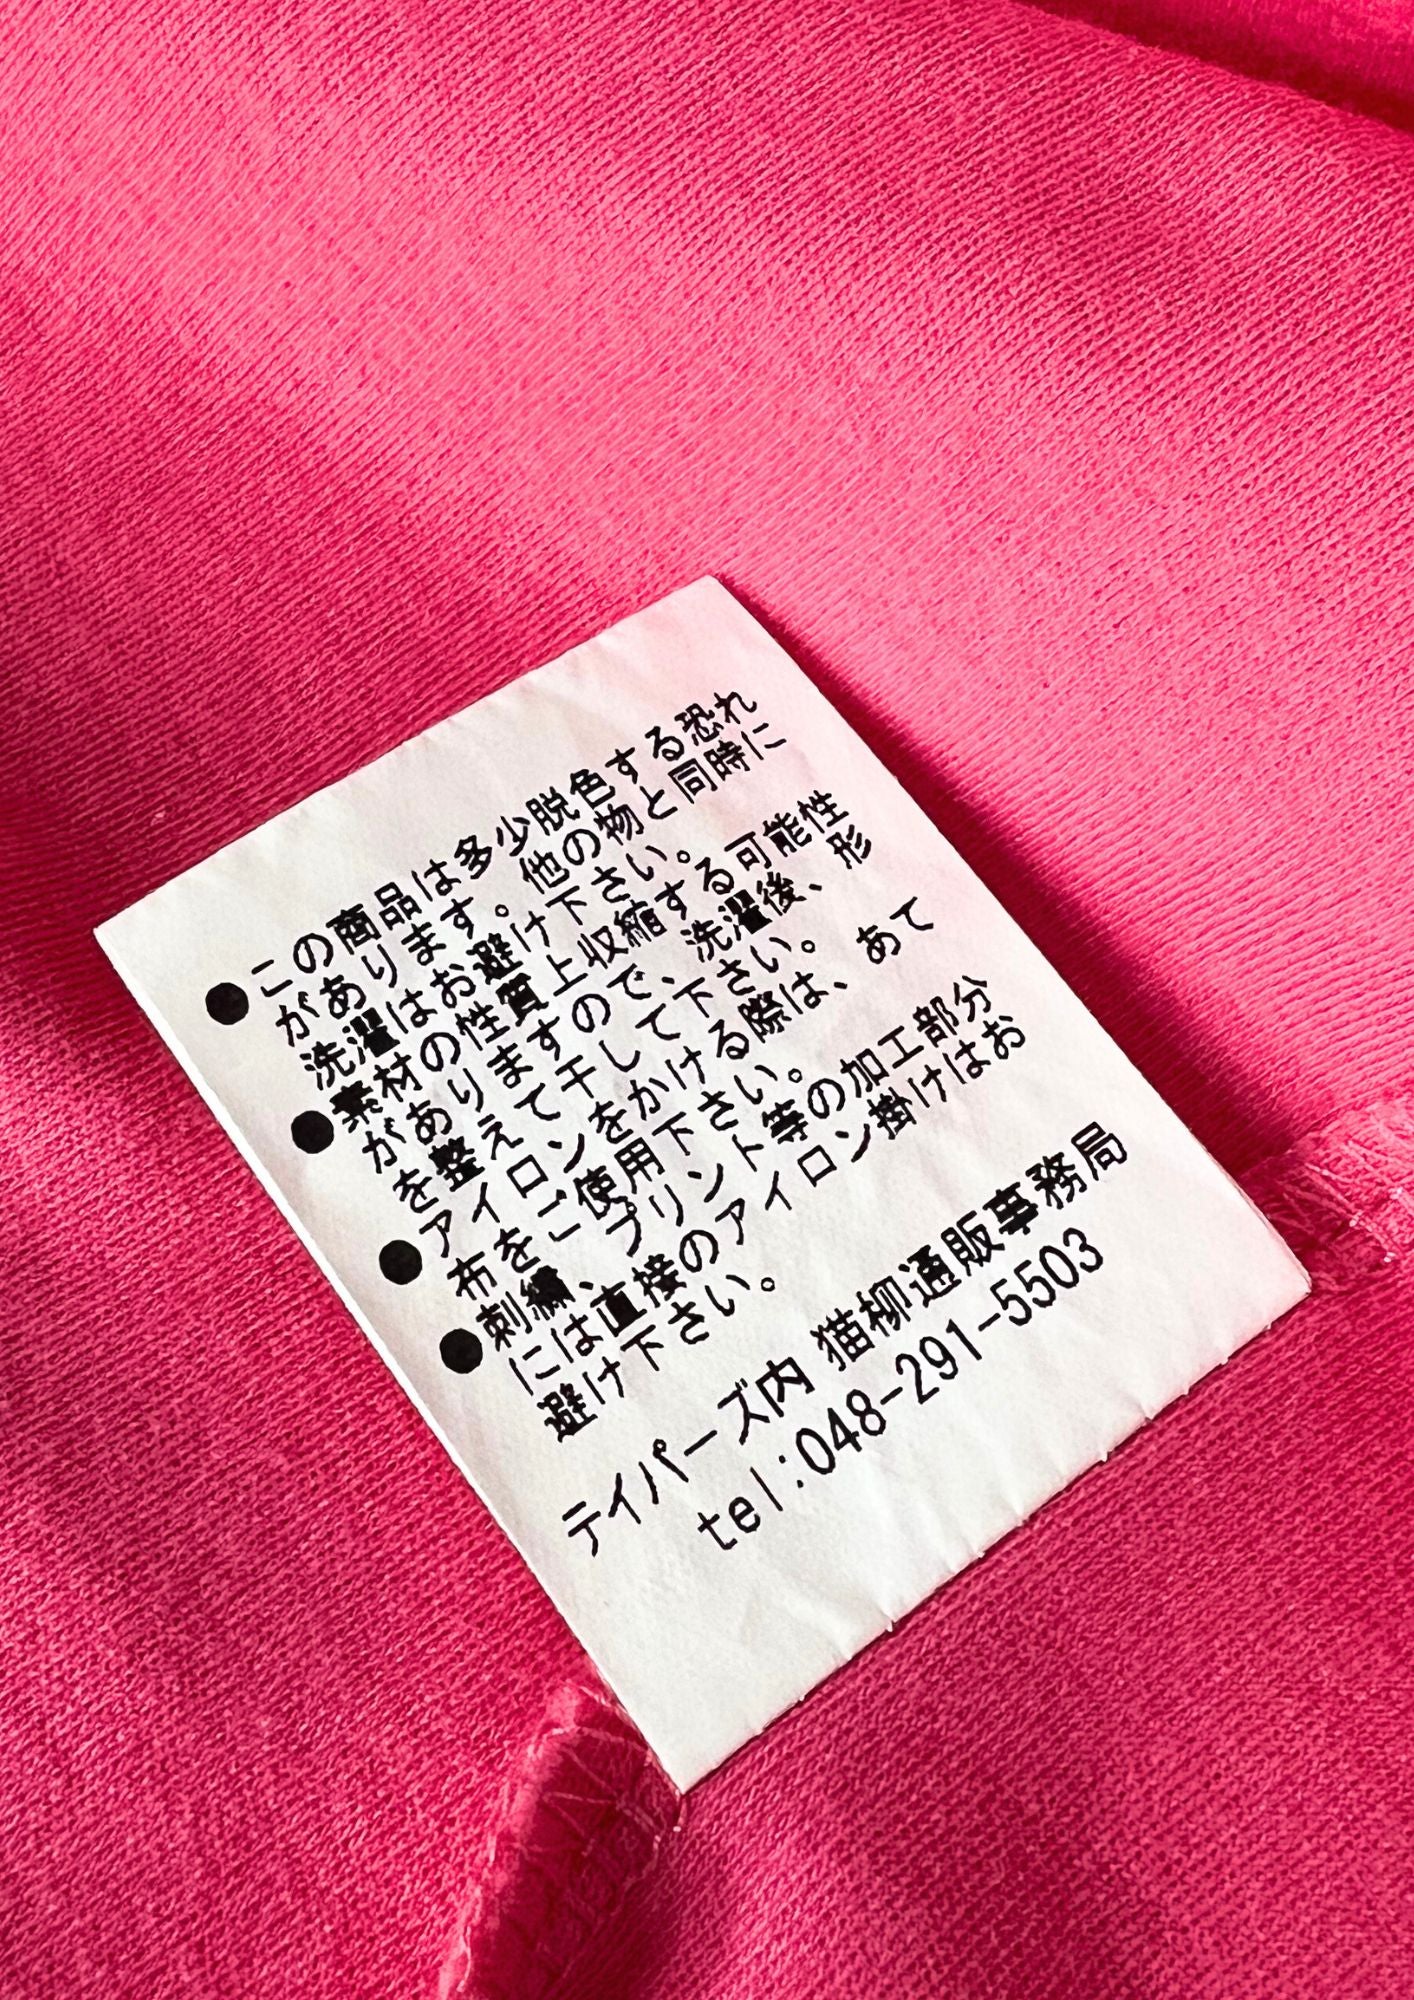 ●この商品は多少脱色する恐れ
があります。他の物と同時に
洗濯はお避け下さい。
●素材の性質上収縮する可能性
がありますので、洗濯後、形
を整えて干して下さい。
●アイロンをかける際は、あて
布をご使用下さい。
●刺繍、プリント等の加工部分
には直接のアイロン掛けはお
避け下さい。
テイパーズ内 猫柳通販事務局
tel:048-291-5503